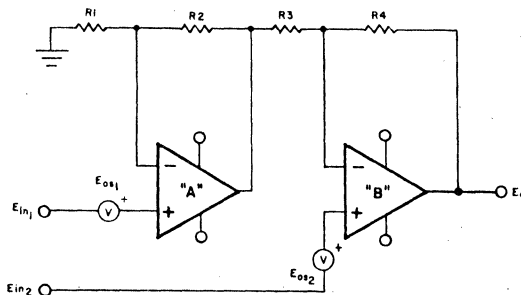 R1 R2 R3 R4
"A"
"B"
Eos1 +
Ein1
V
V +
Eos2
Ein2